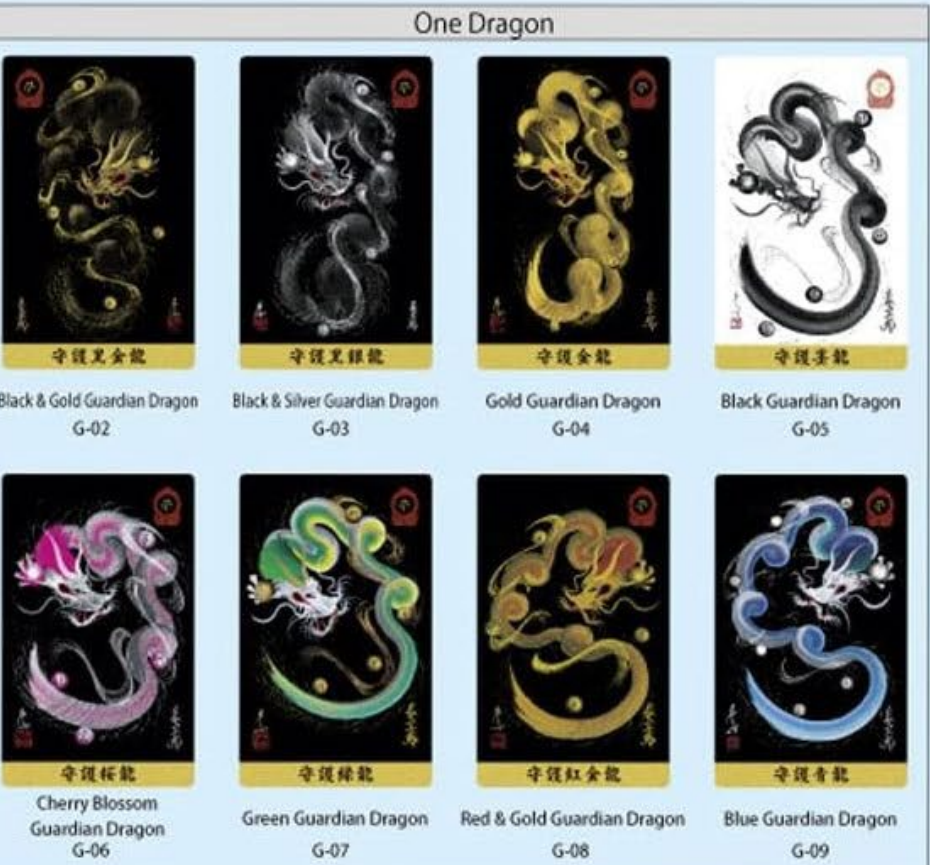 One Dragon
守護黒金龍
守護黒銀龍
守護金龍
守護墨龍
Black & Gold Guardian Dragon
Black & Silver Guardian Dragon
Gold Guardian Dragon
Black Guardian Dragon
G-02
G-03
G-04
G-05
守護桜龍
守護緑龍
守護紅金龍
守護青龍
Cherry Blossom
Guardian Dragon
Green Guardian Dragon
Red & Gold Guardian Dragon
Blue Guardian Dragon
G-06
G-07
G-08
G-09